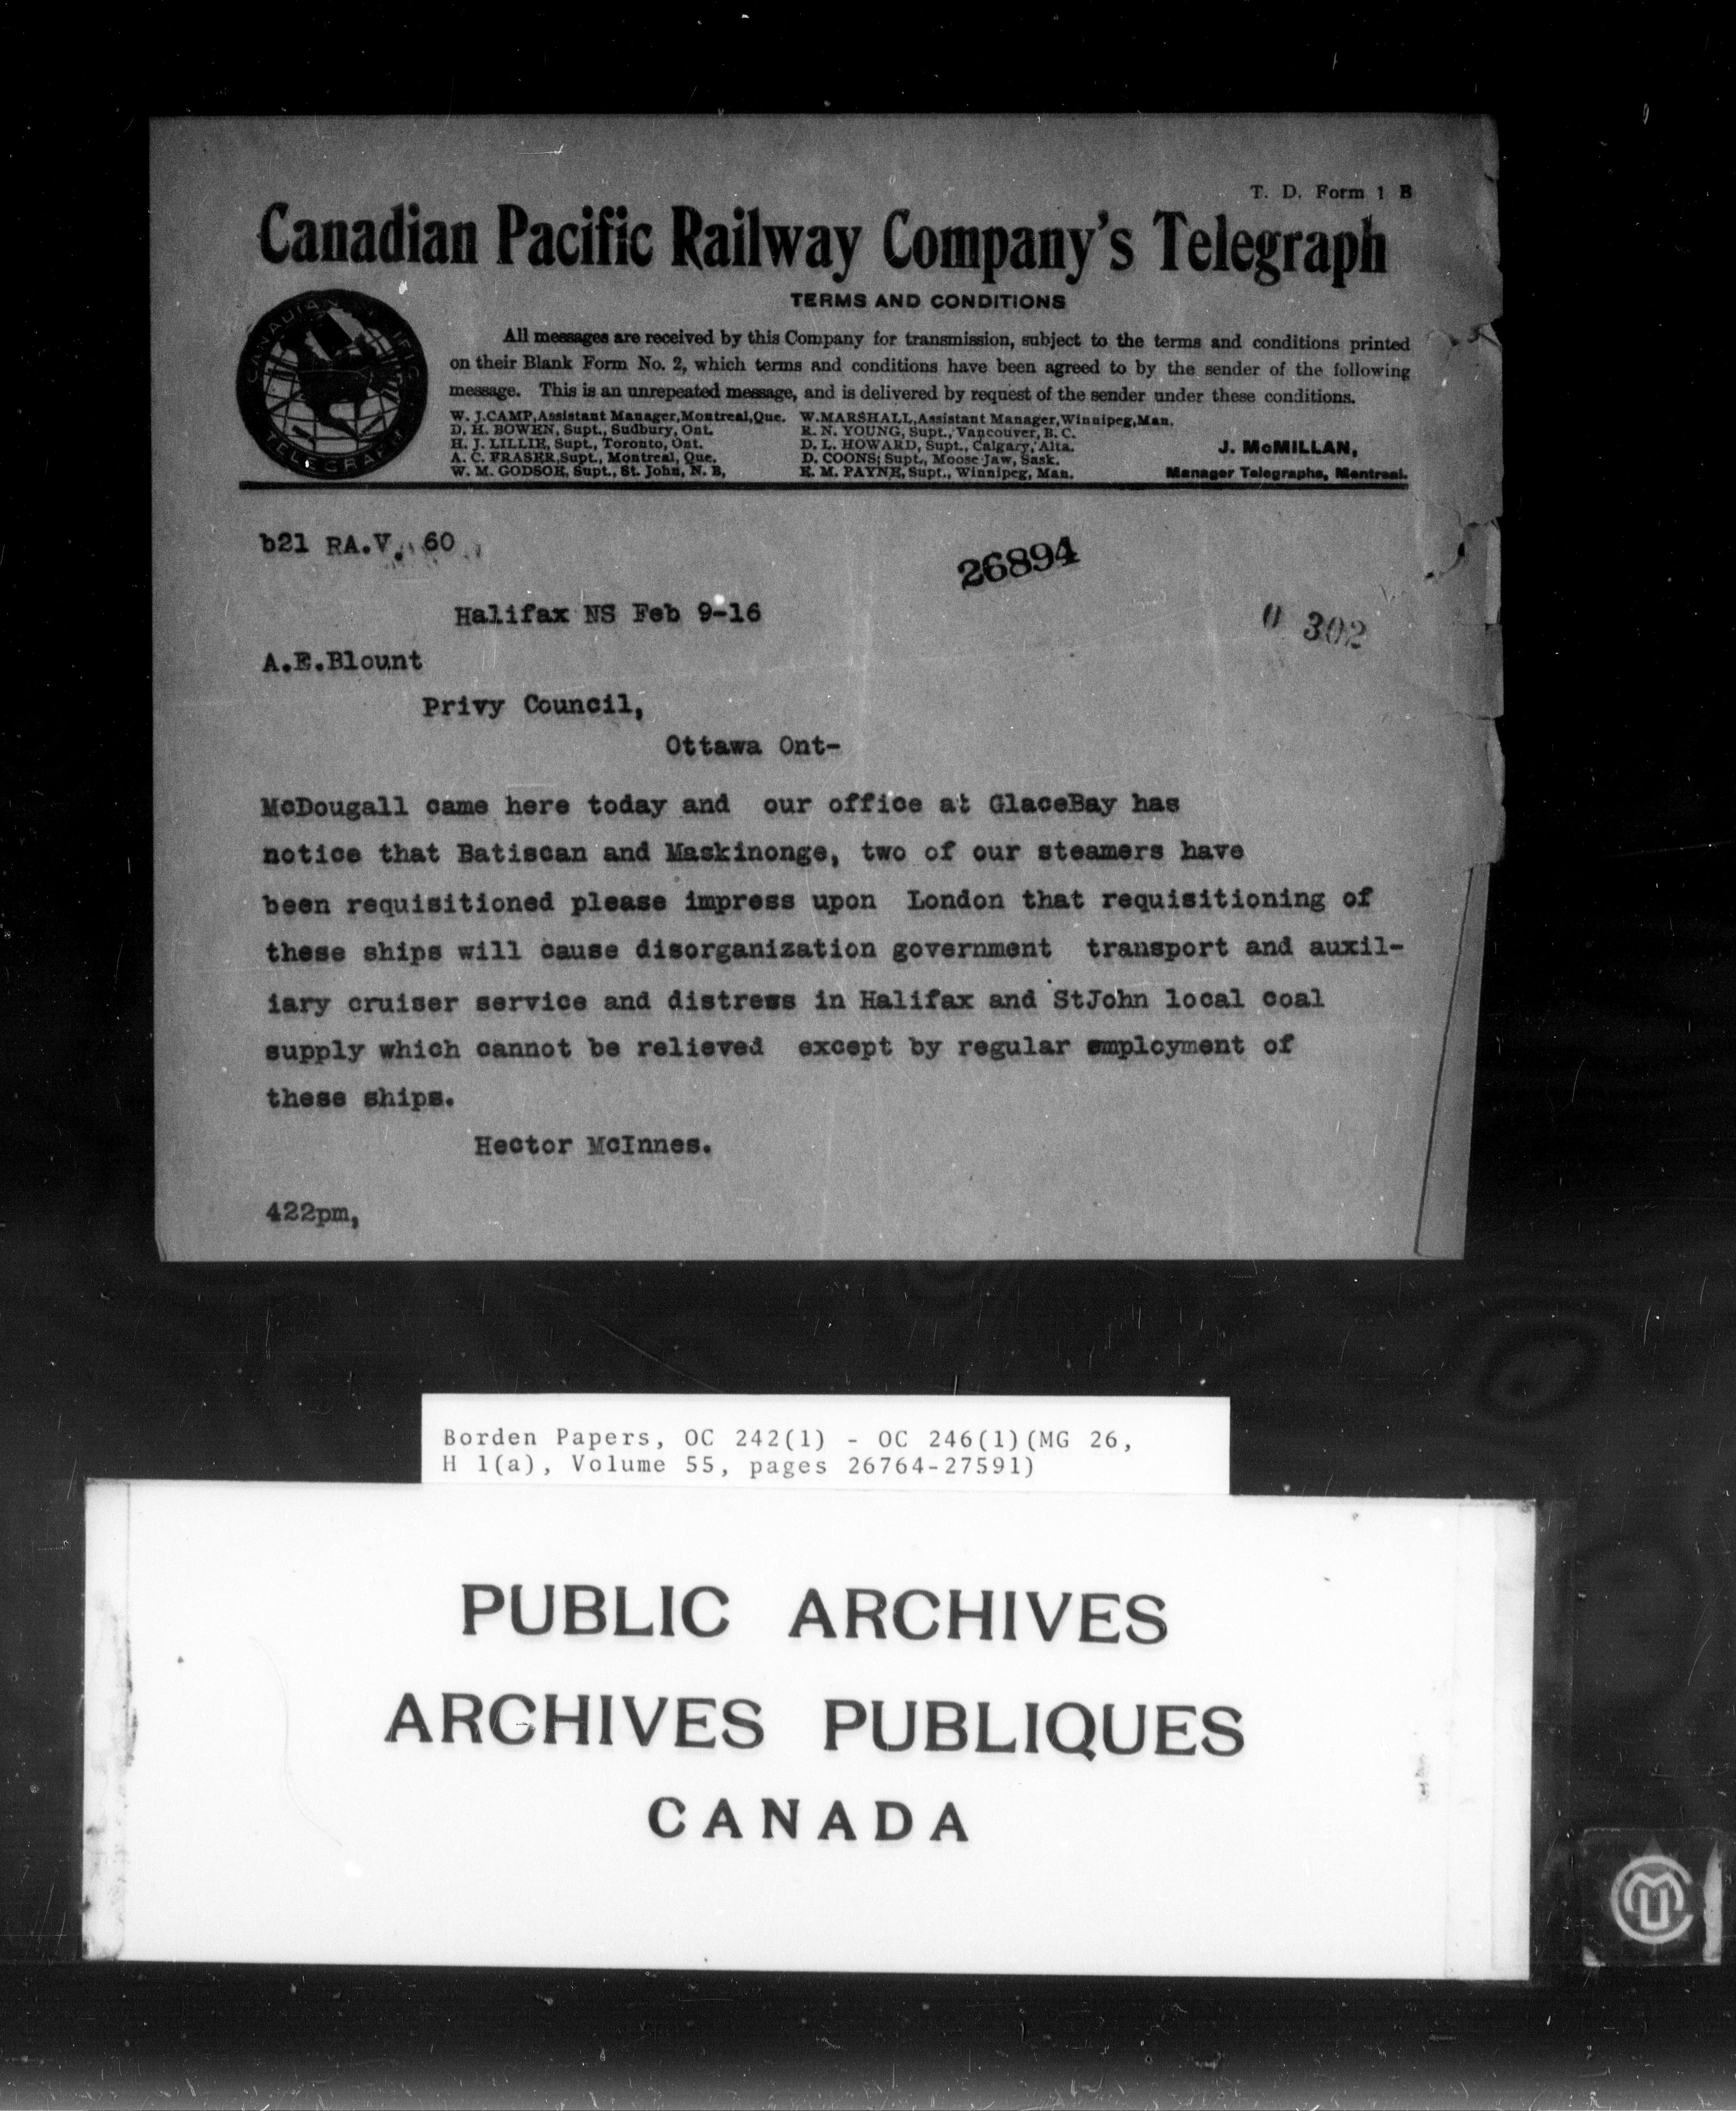 T. D. Form 1 B
Canadian Pacific Railway Company's Telegraph
TERMS AND CONDITIONS
All messages are received by this Company for transmission, subject to the terms and conditions printed
on their Blank Form No. 2, which terms and conditions have been agreed to by the sender of the following
message. This is an unrepeated message, and is delivered by request of the sender under these conditions.
W. J. CAMP, Assistant Manager, Montreal, Que. W. MARSHALL, Assistant Manager, Winnipeg, Man.
D. H. BOWEN, Supt., Sudbury, Ont. R. N. YOUNG, Supt., Vancouver, B. C.
H. J. LILLIE, Supt., Toronto, Ont. D. L. HOWARD, Supt., Calgary, Alta.
A. C. FRASER, Supt., Montreal, Que. D. COONS, Supt., Moose Jaw, Sask.
W. M. GODSOE, Supt., St. John, N. B, E. M. PAYNE, Supt., Winnipeg, Man.
J. McMILLAN,
Manager Telegraphs, Montreal.
CANADIAN PACIFIC
TELEGRAPH
b21 RA.V. 60
26894
Halifax NS Feb 9-16
302
A.E.Blount
Privy Council,
Ottawa Ont-
McDougall came here today and our office at GlaceBay has
notice that Batiscan and Maskinonge, two of our steamers have
been requisitioned please impress upon London that requisitioning of
these ships will cause disorganization government transport and auxil-
iary cruiser service and distress in Halifax and StJohn local coal
supply which cannot be relieved except by regular employment of
these ships.
Hector McInnes.
422pm,
Borden Papers, OC 242(1) - OC 246(1)(MG 26,
H 1(a), Volume 55, pages 26764-27591)
PUBLIC ARCHIVES
ARCHIVES PUBLIQUES
CANADA